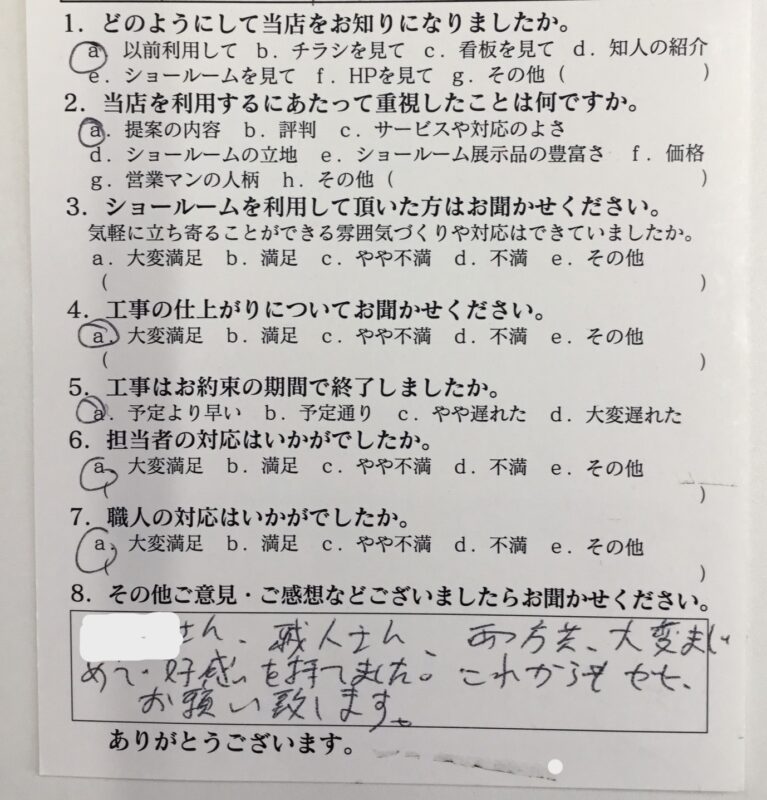 1．どのようにして当店をお知りになりましたか。
a．以前利用して b．チラシを見て c．看板を見て d．知人の紹介
e．ショールームを見て f．HPを見て g．その他（　　　　　　　）
2．当店を利用するにあたって重視したことは何ですか。
a．提案の内容 b．評判 c．サービスや対応のよさ
d．ショールームの立地 e．ショールーム展示品の豊富さ f．価格
g．営業マンの人柄 h．その他（　　　　　　　）
3．ショールームを利用して頂いた方はお聞かせください。
気軽に立ち寄ることができる雰囲気づくりや対応はできていましたか。
a．大変満足 b．満足 c．やや不満 d．不満 e．その他
（　　　　　　　）
4．工事の仕上がりについてお聞かせください。
a．大変満足 b．満足 c．やや不満 d．不満 e．その他
（　　　　　　　）
5．工事はお約束の期間で終了しましたか。
a．予定より早い b．予定通り c．やや遅れた d．大変遅れた
6．担当者の対応はいかがでしたか。
a．大変満足 b．満足 c．やや不満 d．不満 e．その他
）
7．職人の対応はいかがでしたか。
a．大変満足 b．満足 c．やや不満 d．不満 e．その他
）
8．その他ご意見・ご感想などございましたらお聞かせください。
さん、職人さん、 方共、大変まじ
めで好感を持てました。これからも
お願い致します。
ありがとうございます。